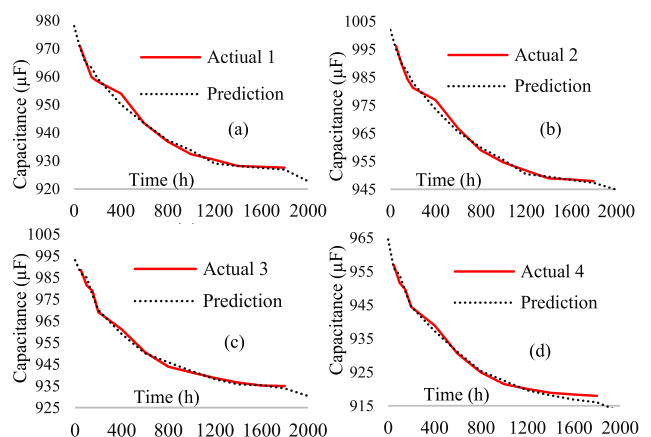 980
970
960
950
940
930
920
Capacitance (µF)
Actiual 1
Prediction
(a)
Time (h)
0
400
800
1200
1600
2000
1005
995
985
975
965
955
945
Capacitance (µF)
Actual 2
Prediction
(b)
Time (h)
0
400
800
1200
1600
2000
1005
995
985
975
965
955
945
935
925
Capacitance (µF)
Actual 3
Prediction
(c)
Time (h)
0
400
800
1200
1600
2000
965
955
945
935
925
915
Capacitance (µF)
Actual 4
Prediction
(d)
Time (h)
0
400
800
1200
1600
2000